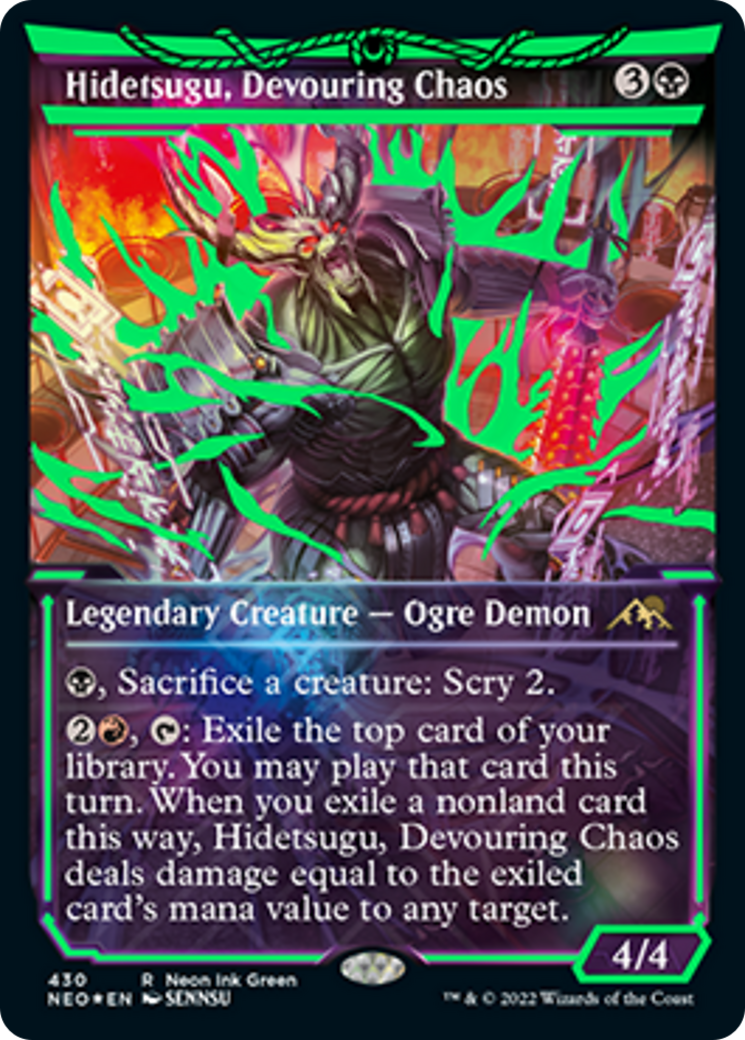 Hidetsugu, Devouring Chaos 3
Legendary Creature — Ogre Demon
, Sacrifice a creature: Scry 2.
2, : Exile the top card of your
library. You may play that card this
turn. When you exile a nonland card
this way, Hidetsugu, Devouring Chaos
deals damage equal to the exiled
card's mana value to any target.
4/4
430 R Neon Ink Green
NEO★EN SENNSU
™ & © 2022 Wizards of the Coast